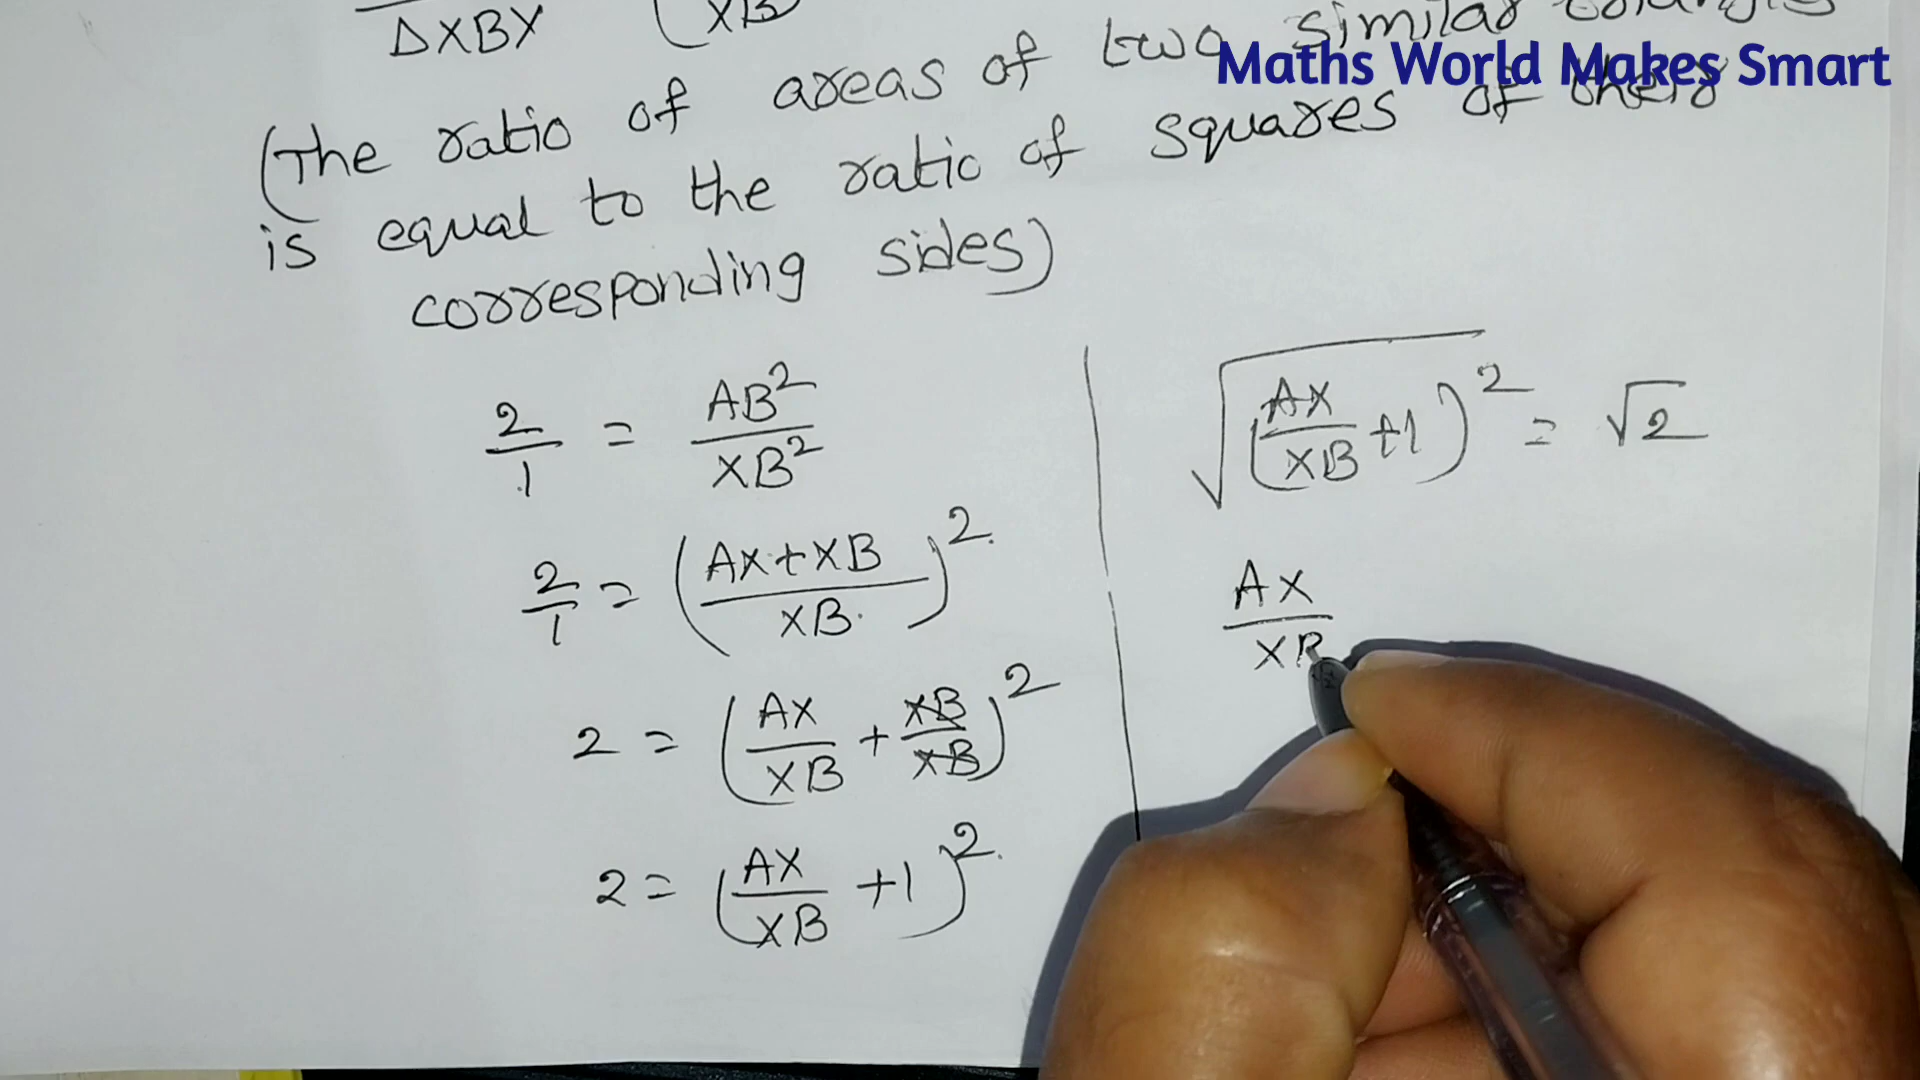 ΔXBY (XB
(The ratio of areas of two similar
Maths World Makes Smart
is equal to the ratio of squares of their
corresponding sides)
2/1 = AB²/XB²
2/1 = (AX+XB/XB)²
2 = (AX/XB + XB/XB)²
2 = (AX/XB +1)²
√(AX/XB +1)² = √2
AX/XB